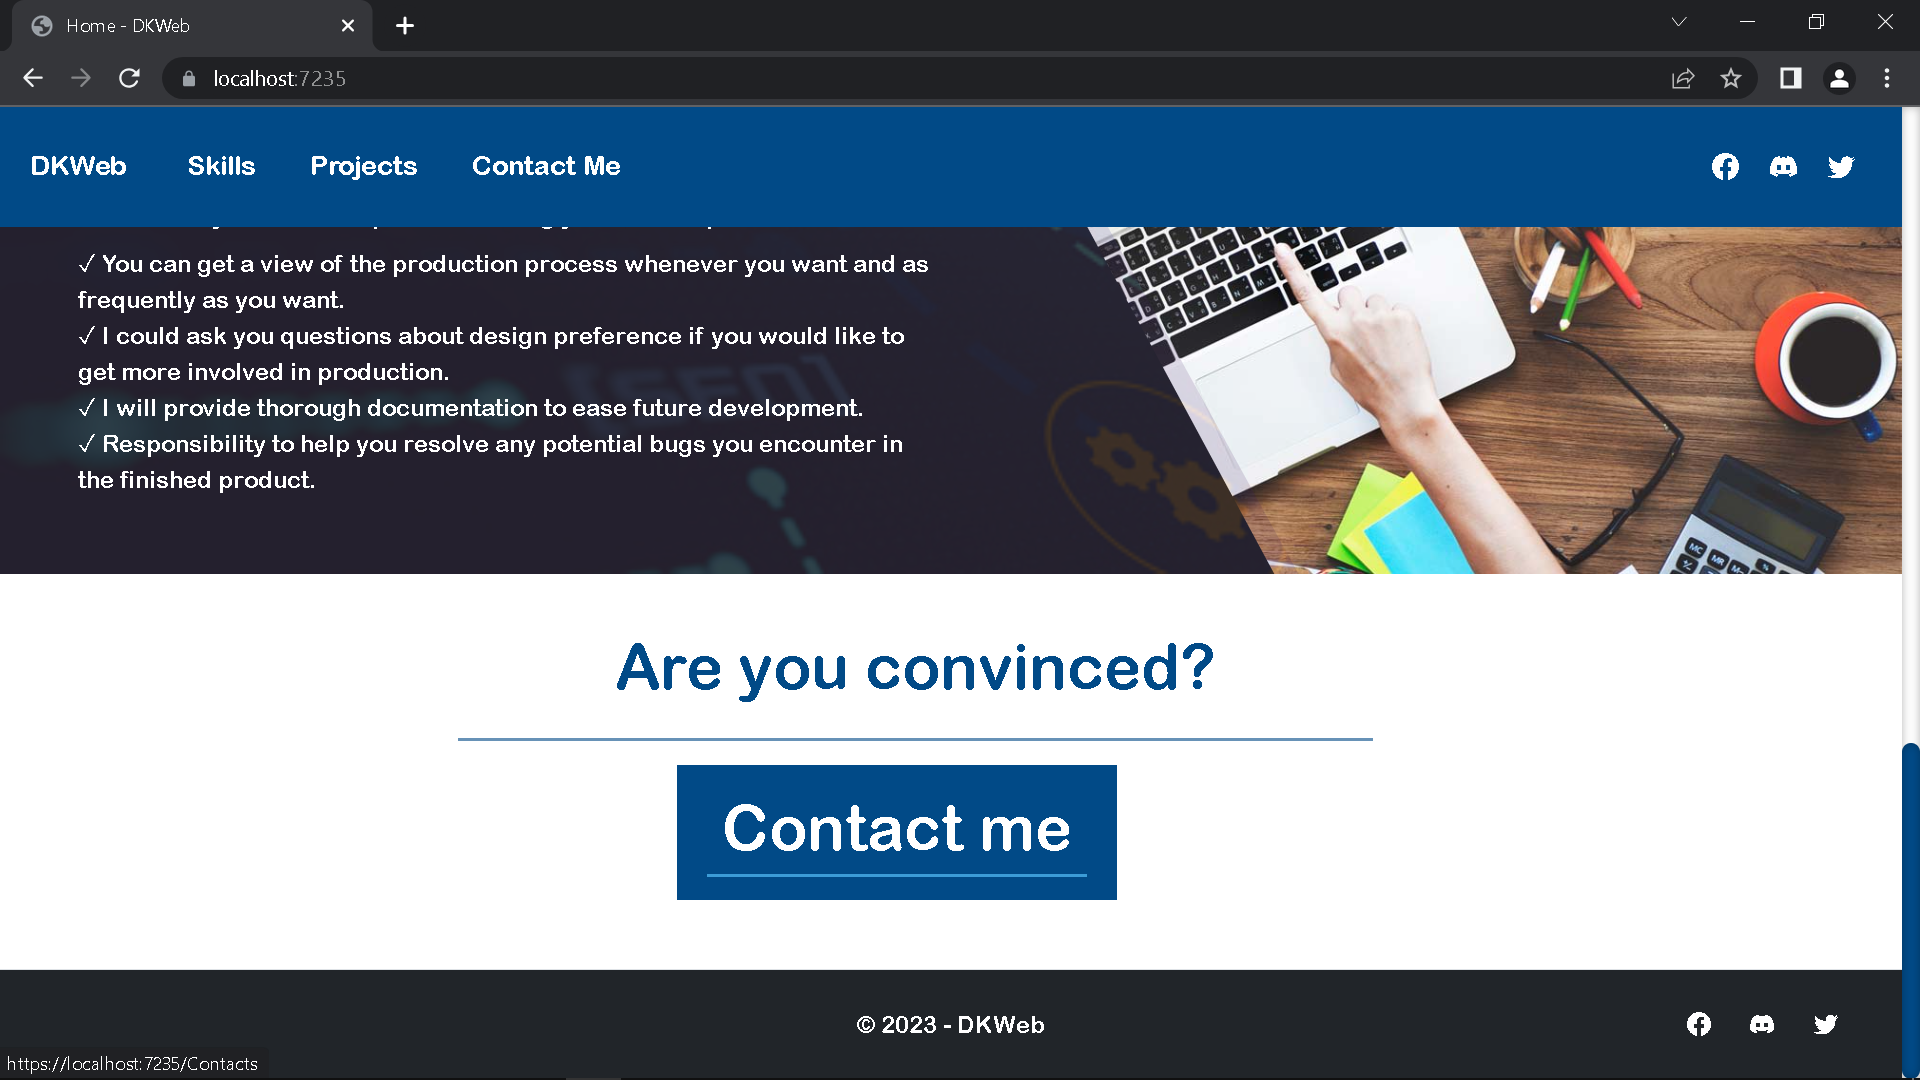 Home - DKWeb
localhost:7235
DKWeb Skills Projects Contact Me
✓ You can get a view of the production process whenever you want and as
frequently as you want.
✓ I could ask you questions about design preference if you would like to
get more involved in production.
✓ I will provide thorough documentation to ease future development.
✓ Responsibility to help you resolve any potential bugs you encounter in
the finished product.
Are you convinced?
Contact me
© 2023 - DKWeb
https://localhost:7235/Contacts